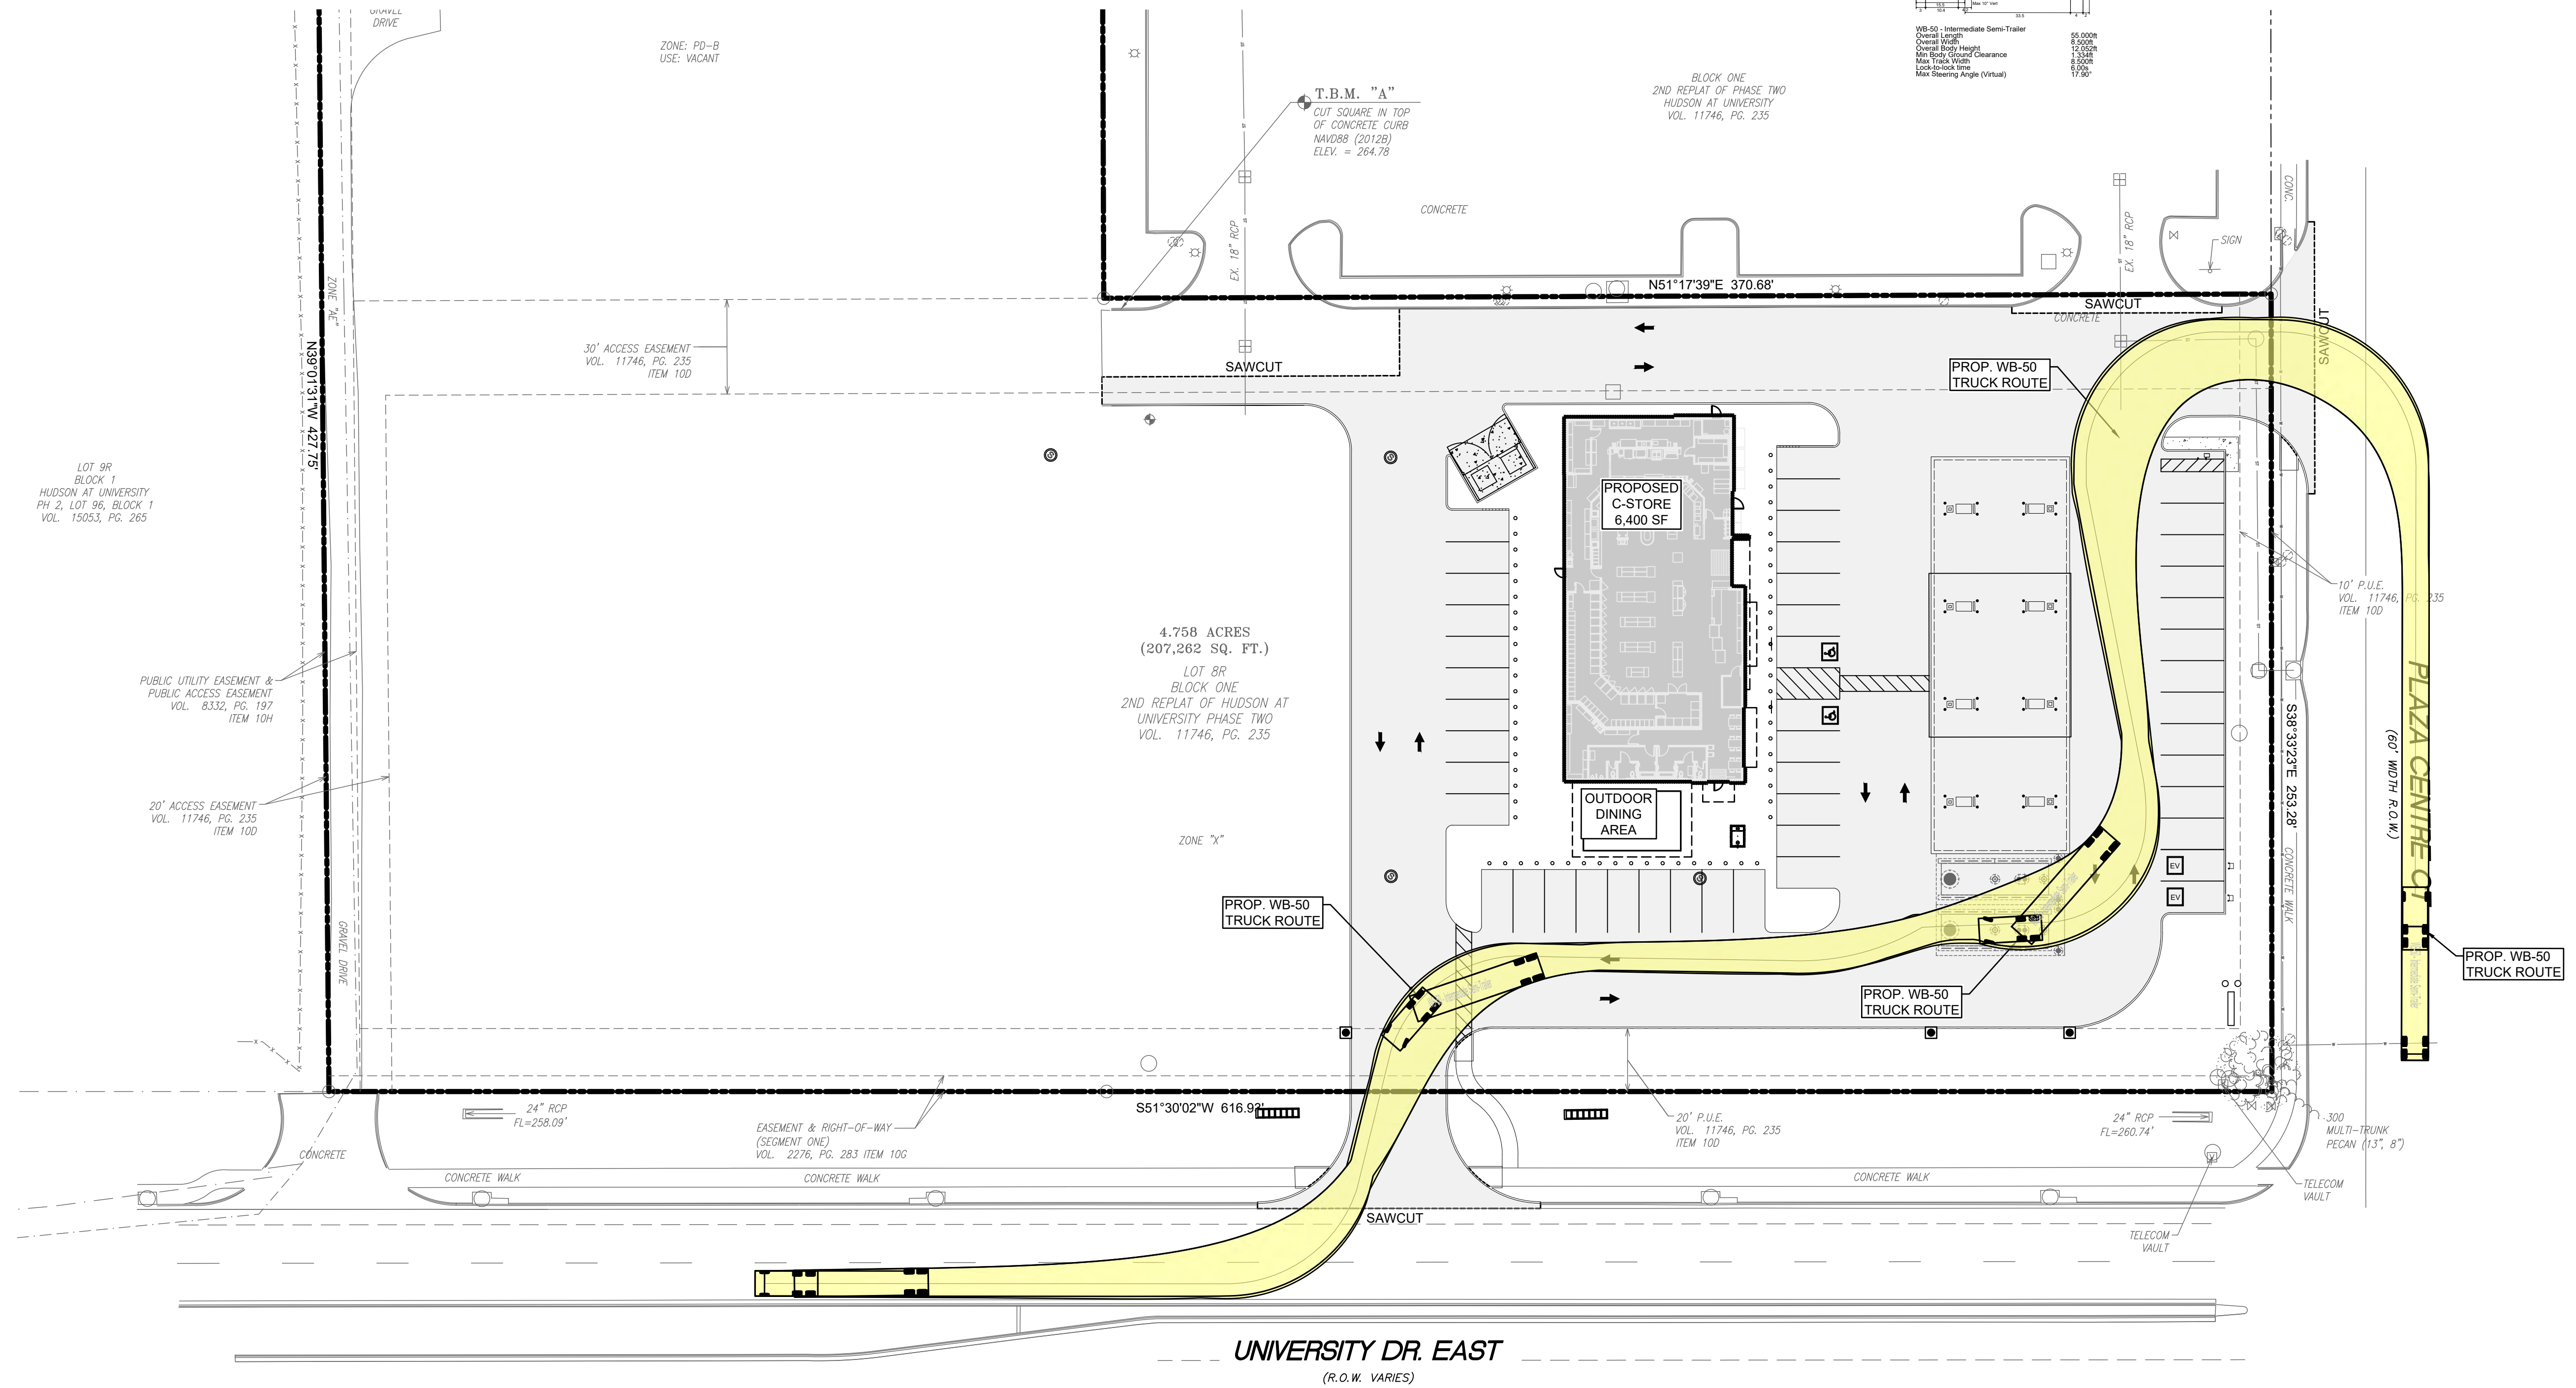 GRAVEL
DRIVE
ZONE: PD-B
USE: VACANT
T.B.M. "A"
CUT SQUARE IN TOP
OF CONCRETE CURB
NAVD88 (2012B)
ELEV. = 264.78
BLOCK ONE
2ND REPLAT OF PHASE TWO
HUDSON AT UNIVERSITY
VOL. 11746, PG. 235
15.5
Max 10° Vert
3
10.4
33.5
4
2
WB-50 - Intermediate Semi-Trailer
Overall Length 55.000ft
Overall Width 8.500ft
Overall Body Height 12.052ft
Min Body Ground Clearance 1.334ft
Max Track Width 8.500ft
Lock-to-lock time 6.00s
Max Steering Angle (Virtual) 17.90°
CONCRETE
EX. 18" RCP
EX. 18" RCP
CONC.
SIGN
N51°17'39"E 370.68'
SAWCUT
CONCRETE
SAWCUT
SAWCUT
ZONE "AE"
N39°01'31"W 427.75'
30' ACCESS EASEMENT
VOL. 11746, PG. 235
ITEM 10D
PROP. WB-50
TRUCK ROUTE
LOT 9R
BLOCK 1
HUDSON AT UNIVERSITY
PH 2, LOT 96, BLOCK 1
VOL. 15053, PG. 265
PROPOSED
C-STORE
6,400 SF
10' P.U.E.
VOL. 11746, PG. 235
ITEM 10D
4.758 ACRES
(207,262 SQ. FT.)
LOT 8R
BLOCK ONE
2ND REPLAT OF HUDSON AT
UNIVERSITY PHASE TWO
VOL. 11746, PG. 235
PUBLIC UTILITY EASEMENT &
PUBLIC ACCESS EASEMENT
VOL. 8332, PG. 197
ITEM 10H
20' ACCESS EASEMENT
VOL. 11746, PG. 235
ITEM 10D
S38°33'23"E 253.28'
PLAZA CENTRE CT
(60' WIDTH R.O.W.)
OUTDOOR
DINING
AREA
ZONE "X"
EV
EV
CONCRETE WALK
PROP. WB-50
TRUCK ROUTE
GRAVEL DRIVE
PROP. WB-50
TRUCK ROUTE
PROP. WB-50
TRUCK ROUTE
S51°30'02"W 616.92'
24" RCP
FL=258.09'
EASEMENT & RIGHT-OF-WAY
(SEGMENT ONE)
VOL. 2276, PG. 283 ITEM 10G
20' P.U.E.
VOL. 11746, PG. 235
ITEM 10D
24" RCP
FL=260.74'
300
MULTI-TRUNK
PECAN (13", 8")
CONCRETE
CONCRETE WALK
CONCRETE WALK
CONCRETE WALK
TELECOM
VAULT
SAWCUT
TELECOM
VAULT
UNIVERSITY DR. EAST
(R.O.W. VARIES)